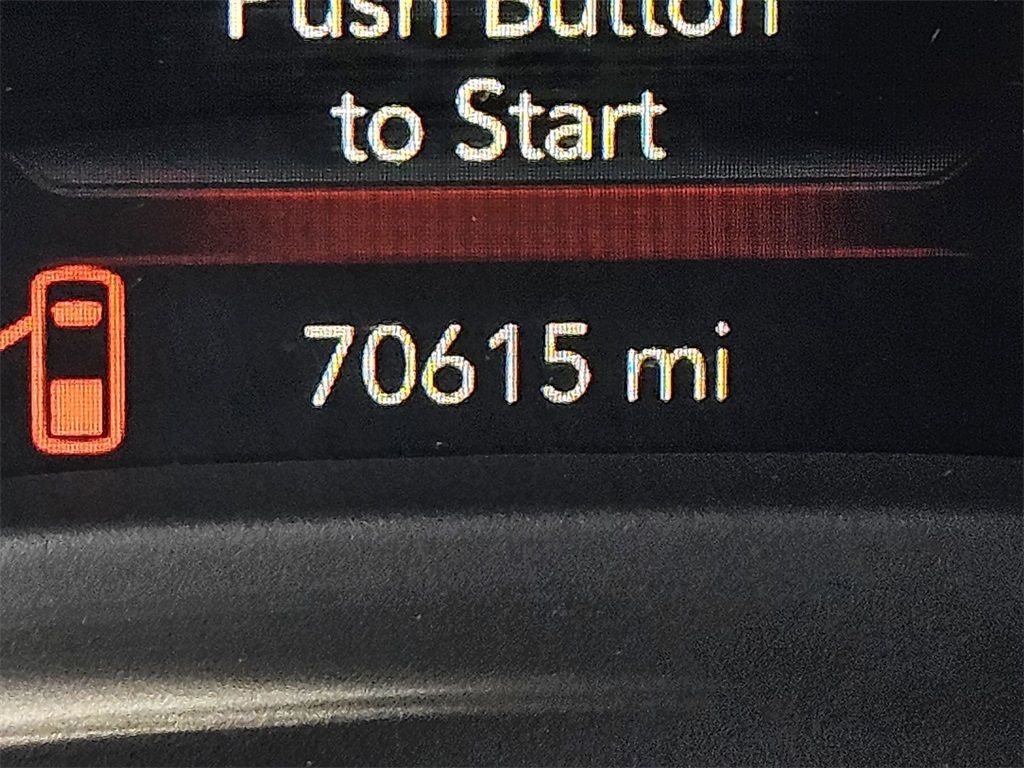 Push Button
to Start
70615 mi